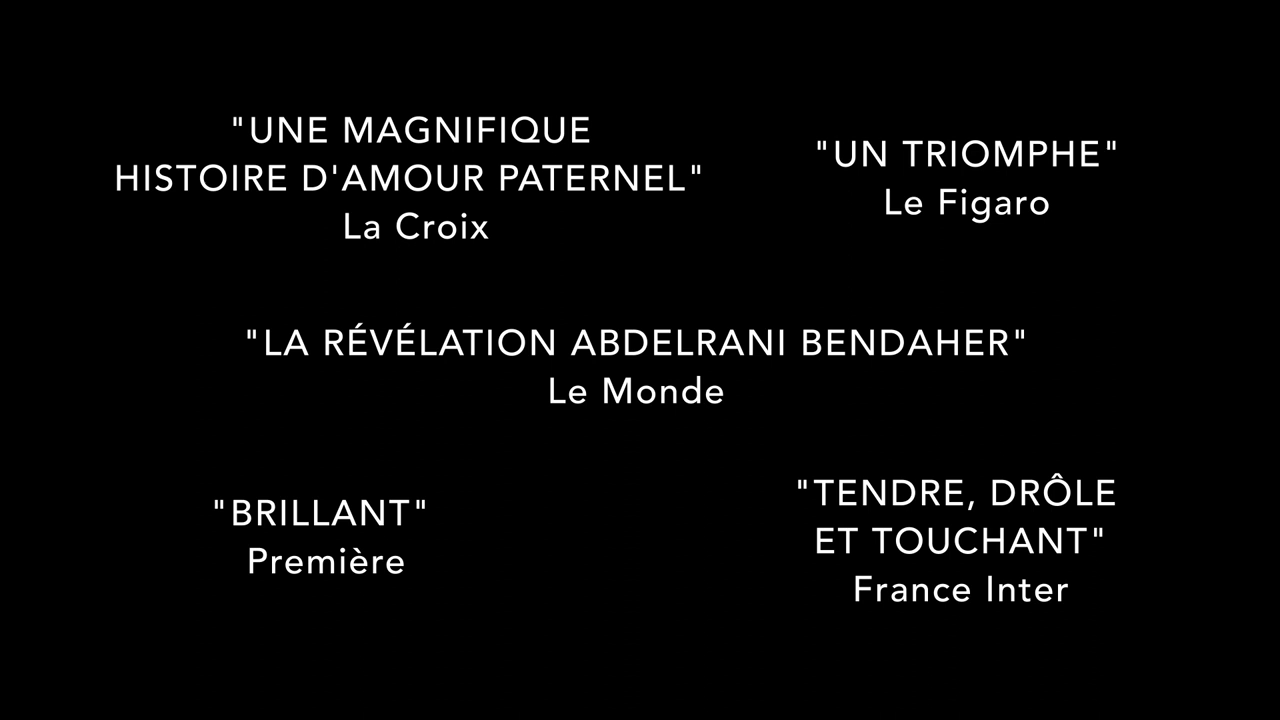 "UNE MAGNIFIQUE
HISTOIRE D'AMOUR PATERNEL"
La Croix
"UN TRIOMPHE"
Le Figaro
"LA RÉVÉLATION ABDELRANI BENDAHER"
Le Monde
"BRILLANT"
Première
"TENDRE, DRÔLE
ET TOUCHANT"
France Inter